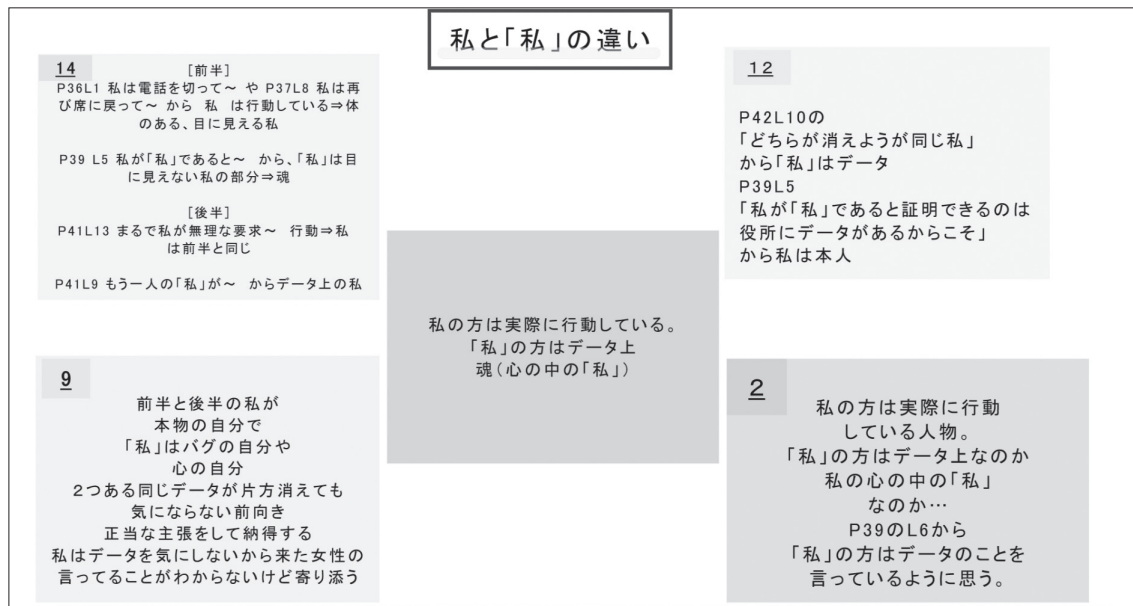 私と「私」の違い
14
[前半]
P36L1 私は電話を切って～ や P37L8 私は再
び席に戻って～ から 私 は行動している⇒体
のある、目に見える私
P39 L5 私が「私」であると～ から、「私」は目
に見えない私の部分⇒魂
[後半]
P41L13 まるで私が無理な要求～ 行動⇒私
は前半と同じ
P41L9 もう一人の「私」が～ からデータ上の私
12
P42L10の
「どちらが消えようが同じ私」
から「私」はデータ
P39L5
「私が「私」であると証明できるのは
役所にデータがあるからこそ」
から私は本人
私の方は実際に行動している。
「私」の方はデータ上
魂(心の中の「私」)
9
前半と後半の私が
本物の自分で
「私」はバグの自分や
心の自分
２つある同じデータが片方消えても
気にならない前向き
正当な主張をして納得する
私はデータを気にしないから来た女性の
言ってることがわからないけど寄り添う
2
私の方は実際に行動
している人物。
「私」の方はデータ上なのか
私の心の中の「私」
なのか…
P39のL6から
「私」の方はデータのことを
言っているように思う。